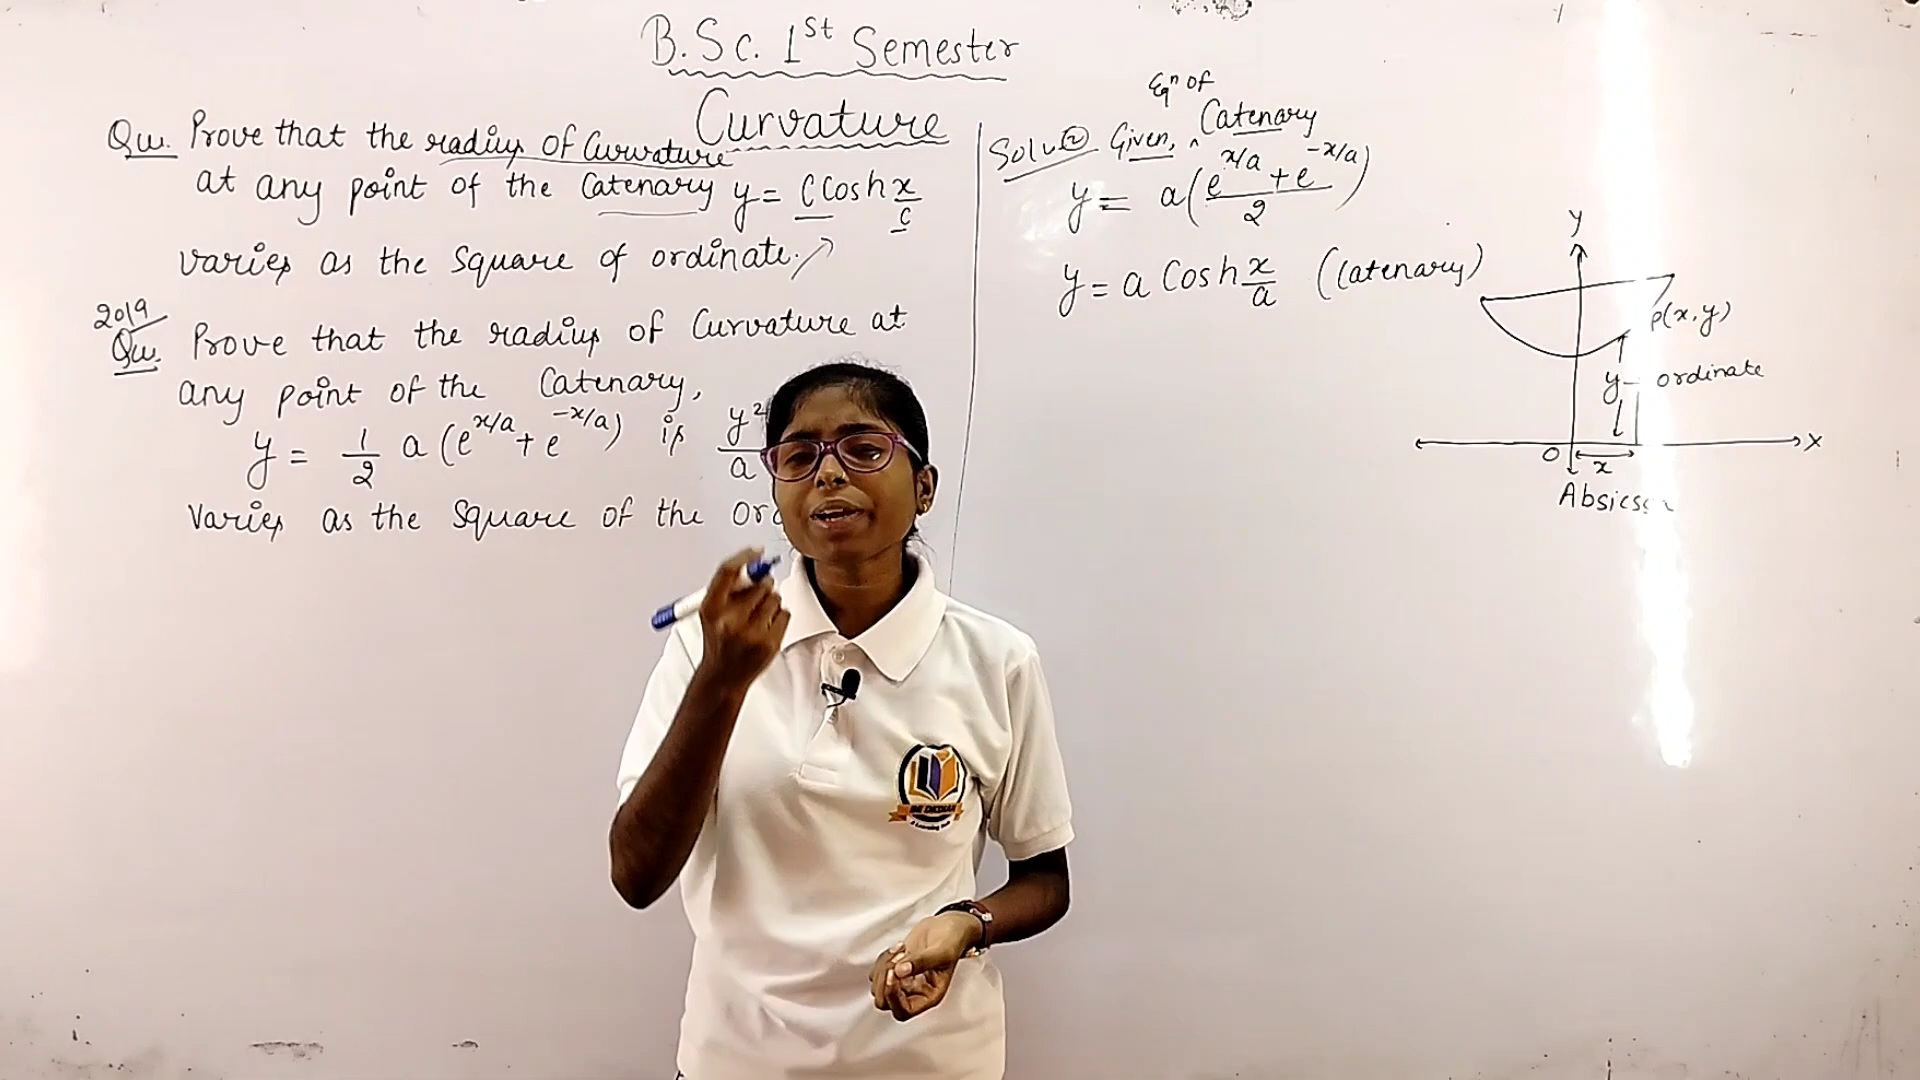 B.Sc. 1st Semester
Curvature
Qu. Prove that the radius of Curvature
at any point of the Catenary y = c Cosh x/c
varies as the square of ordinate.
2019
Qu. Prove that the radius of Curvature at
any point of the Catenary,
y = 1/2 a (e^x/a + e^-x/a) is y²/a
varies as the square of the
Eqn of
Solu② Given, ^ Catenary
y = a(e^x/a + e^-x/a / 2)
y = a Cosh x/a (Catenary)
Y
P(x,y)
y ordinate
O x X